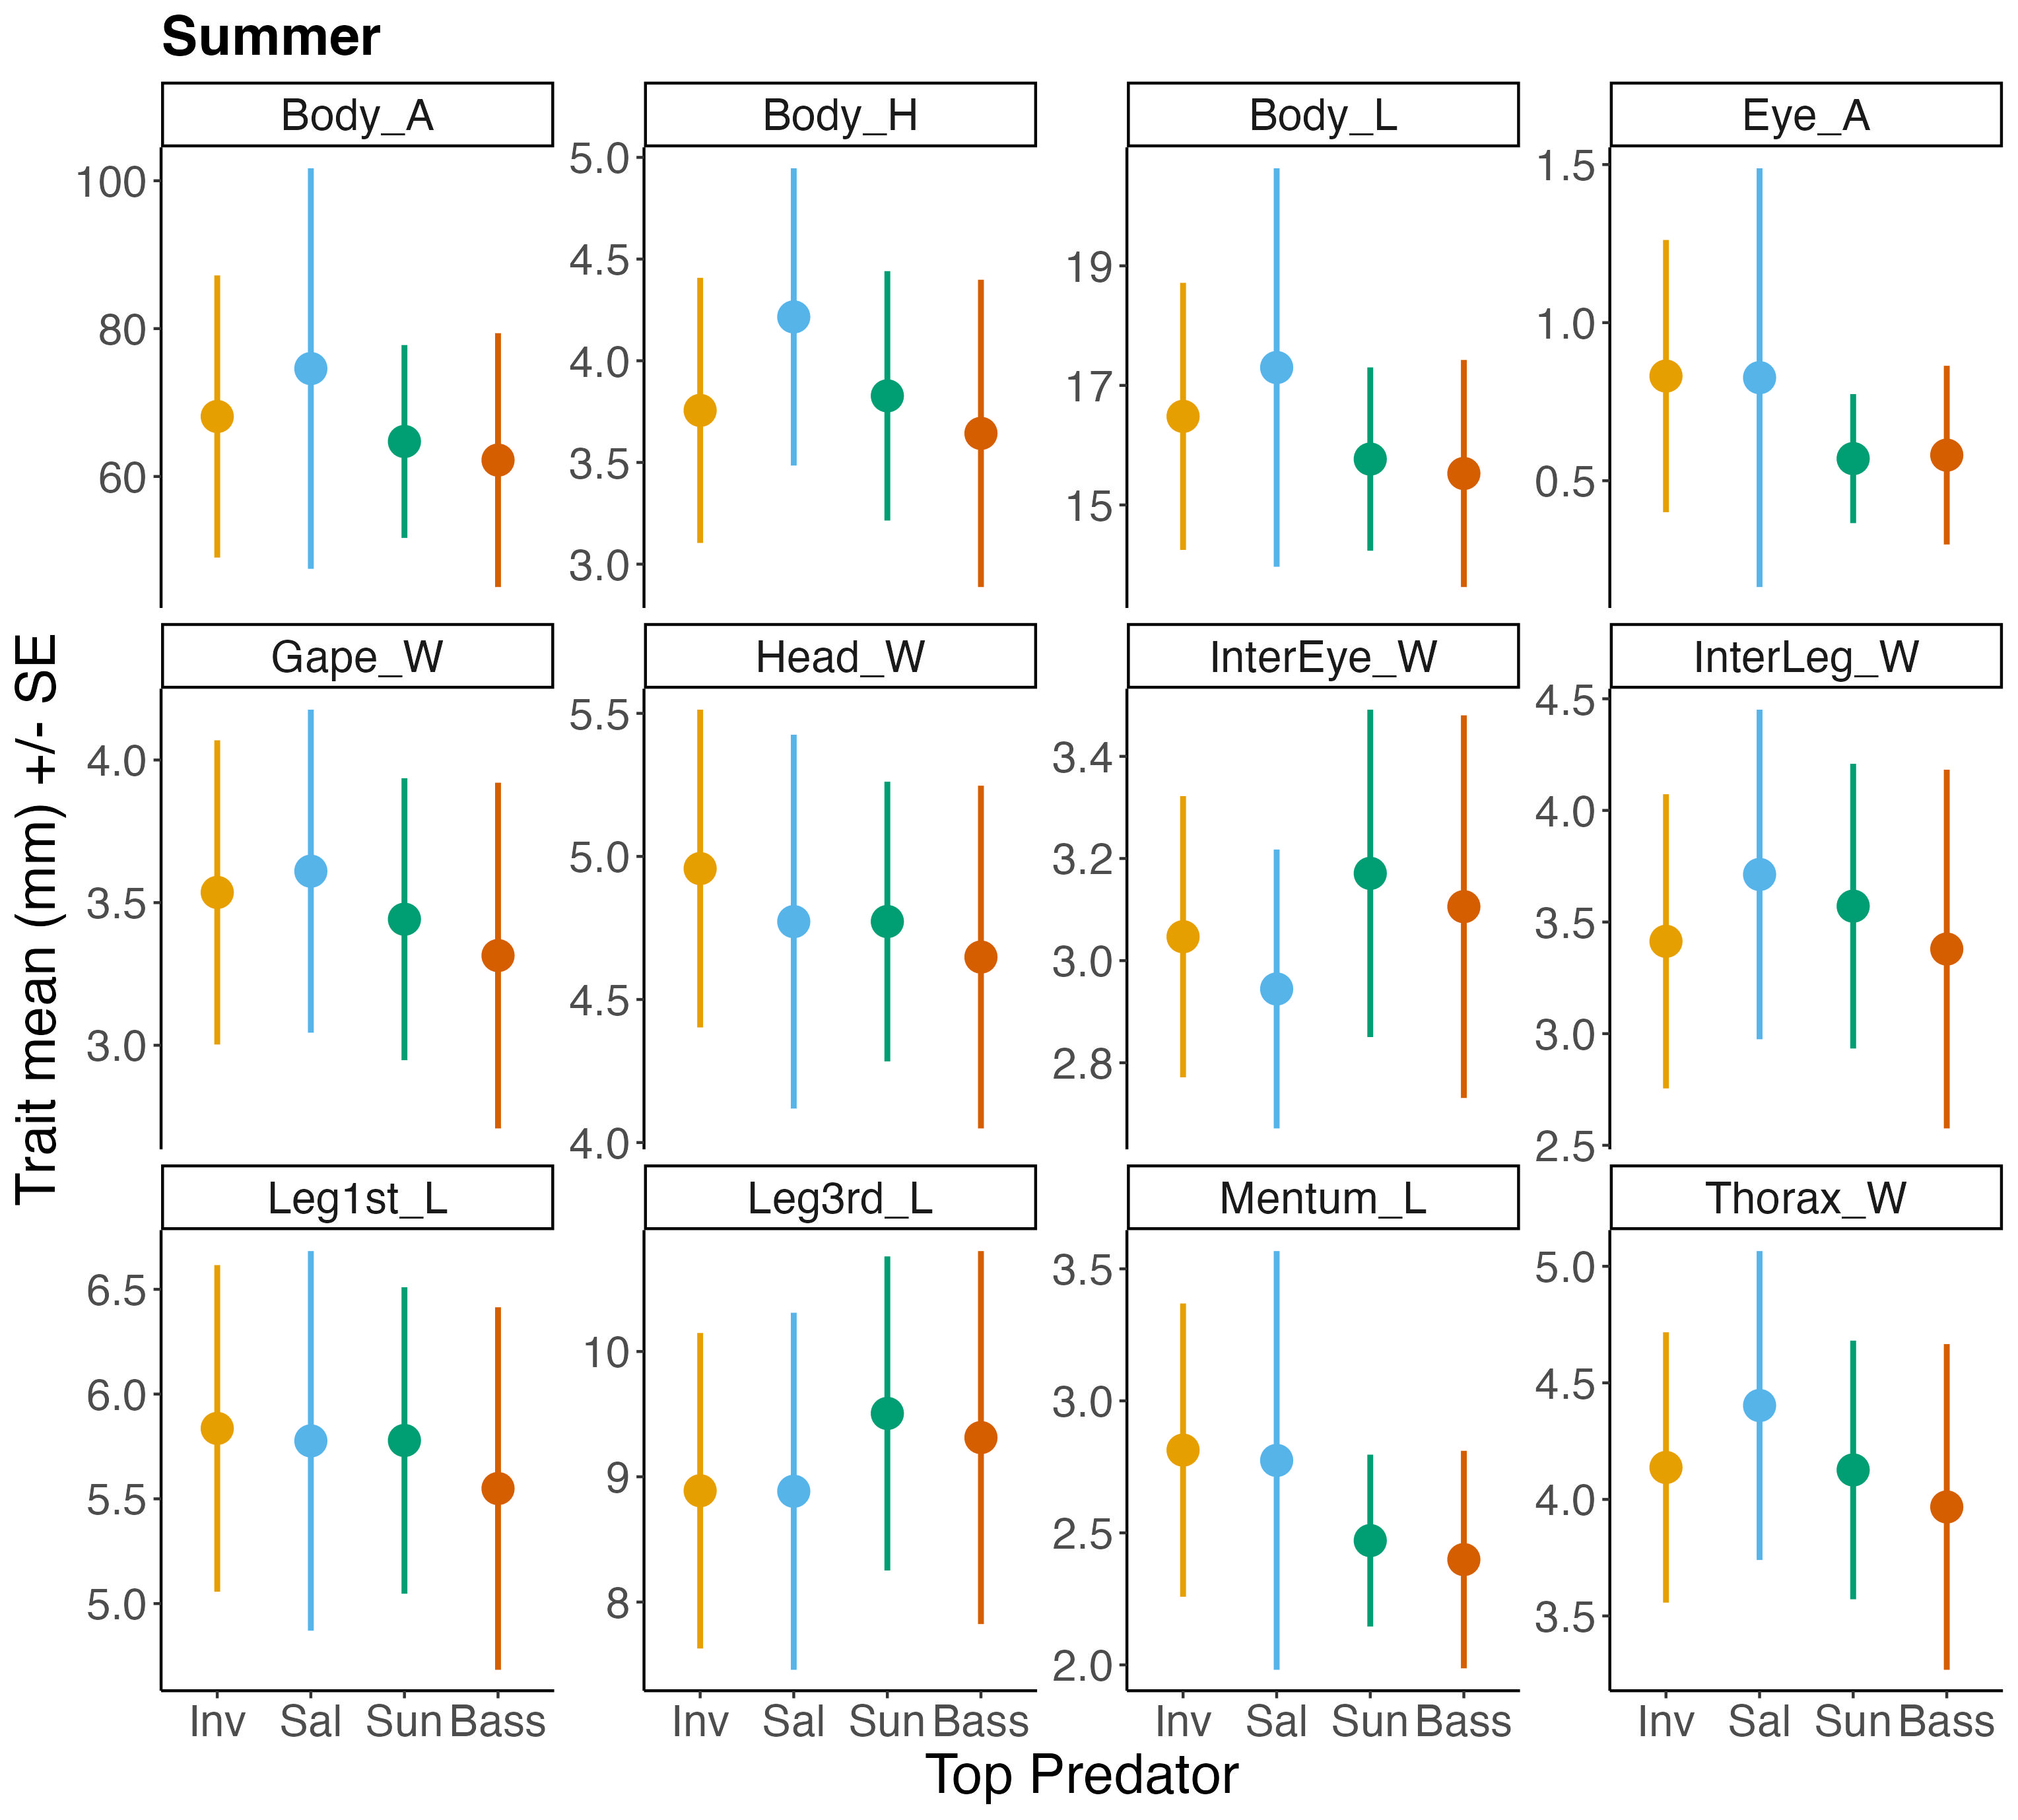 Summer
Body_A
Body_H
Body_L
Eye_A
100
80
60
5.0
4.5
4.0
3.5
3.0
19
17
15
1.5
1.0
0.5
Trait mean (mm) +/- SE
Gape_W
Head_W
InterEye_W
InterLeg_W
4.0
3.5
3.0
5.5
5.0
4.5
4.0
3.4
3.2
3.0
2.8
4.5
4.0
3.5
3.0
2.5
Leg1st_L
Leg3rd_L
Mentum_L
Thorax_W
6.5
6.0
5.5
5.0
10
9
8
3.5
3.0
2.5
2.0
5.0
4.5
4.0
3.5
Inv Sal Sun Bass
Inv Sal Sun Bass
Inv Sal Sun Bass
Inv Sal Sun Bass
Top Predator